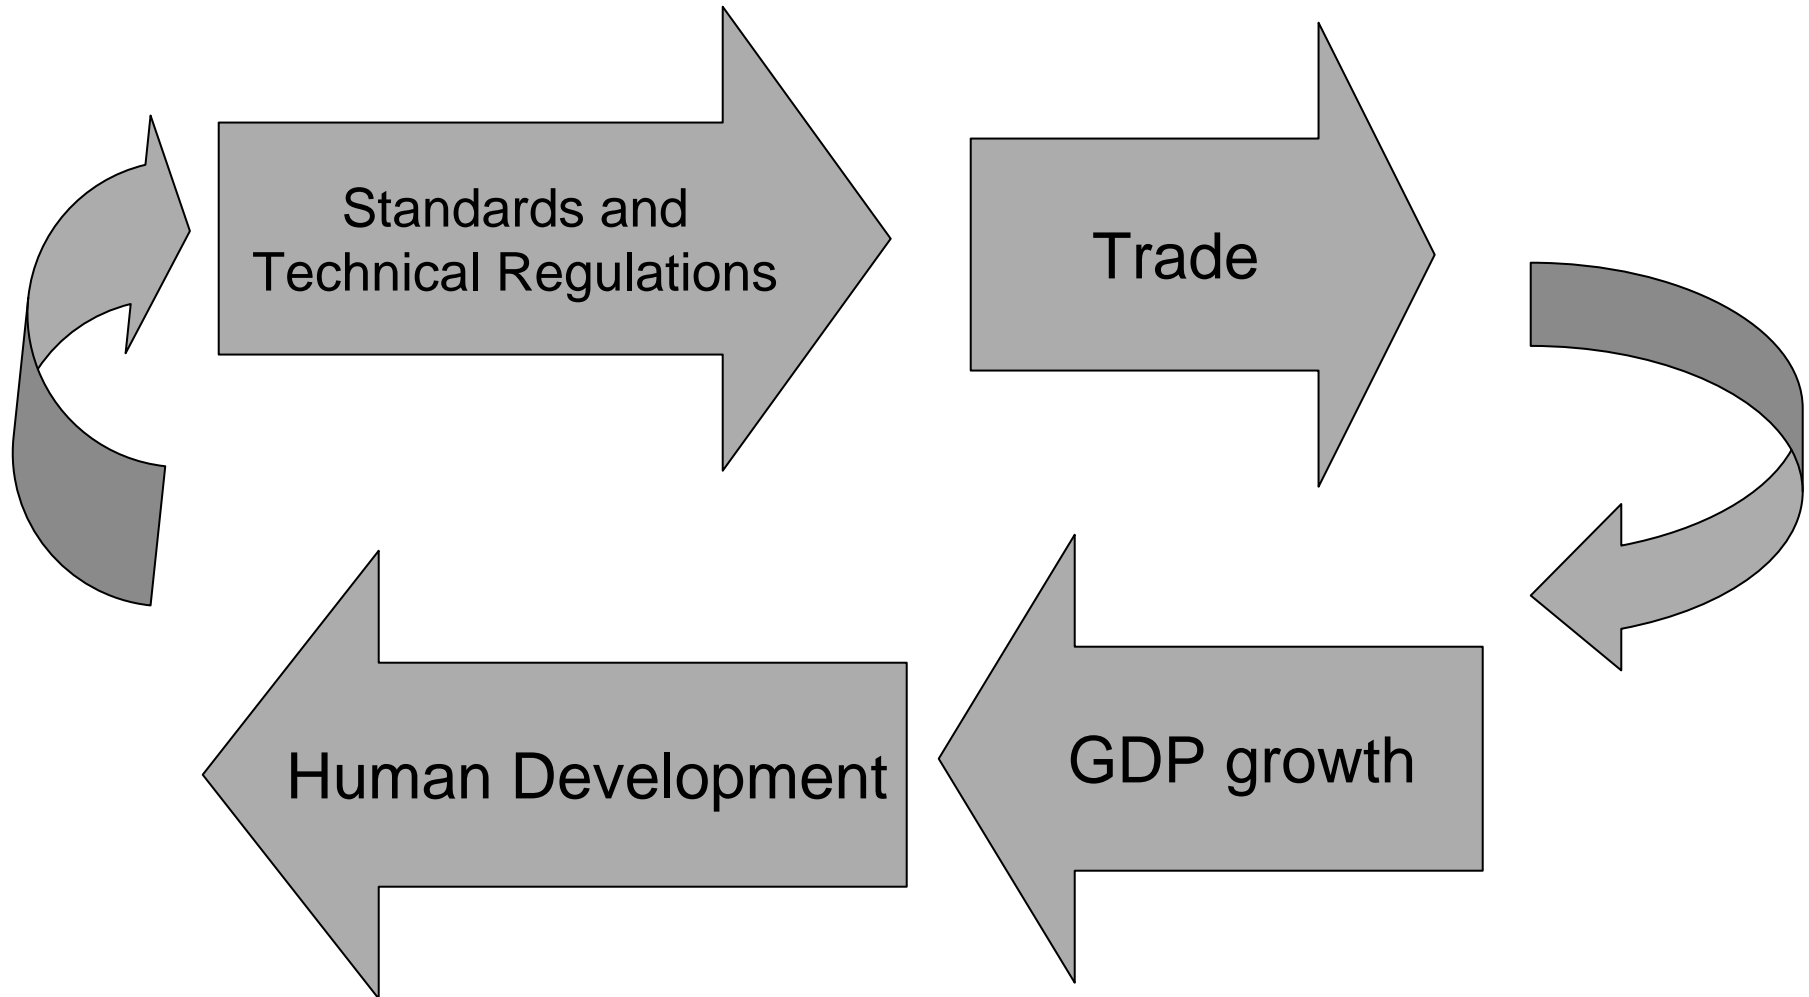 Standards and
Technical Regulations
Trade
GDP growth
Human Development